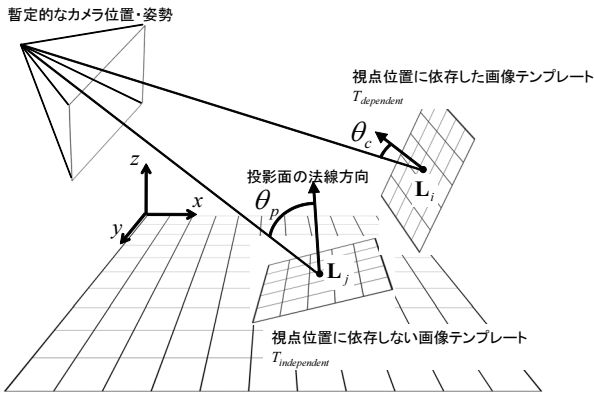 暫定的なカメラ位置・姿勢
視点位置に依存した画像テンプレート
T_dependent
θ_c
投影面の法線方向
L_i
z
θ_p
x
y
L_j
視点位置に依存しない画像テンプレート
T_independent